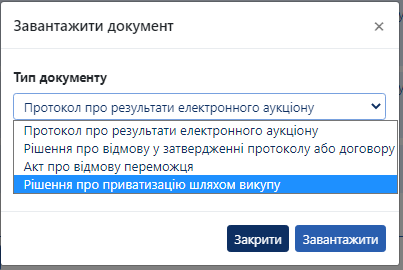 Завантажити документ
×
Тип документу
Протокол про результати електронного аукціону
Протокол про результати електронного аукціону
Рішення про відмову у затвердженні протоколу або договору
Акт про відмову переможця
Рішення про приватизацію шляхом викупу
Закрити Завантажити